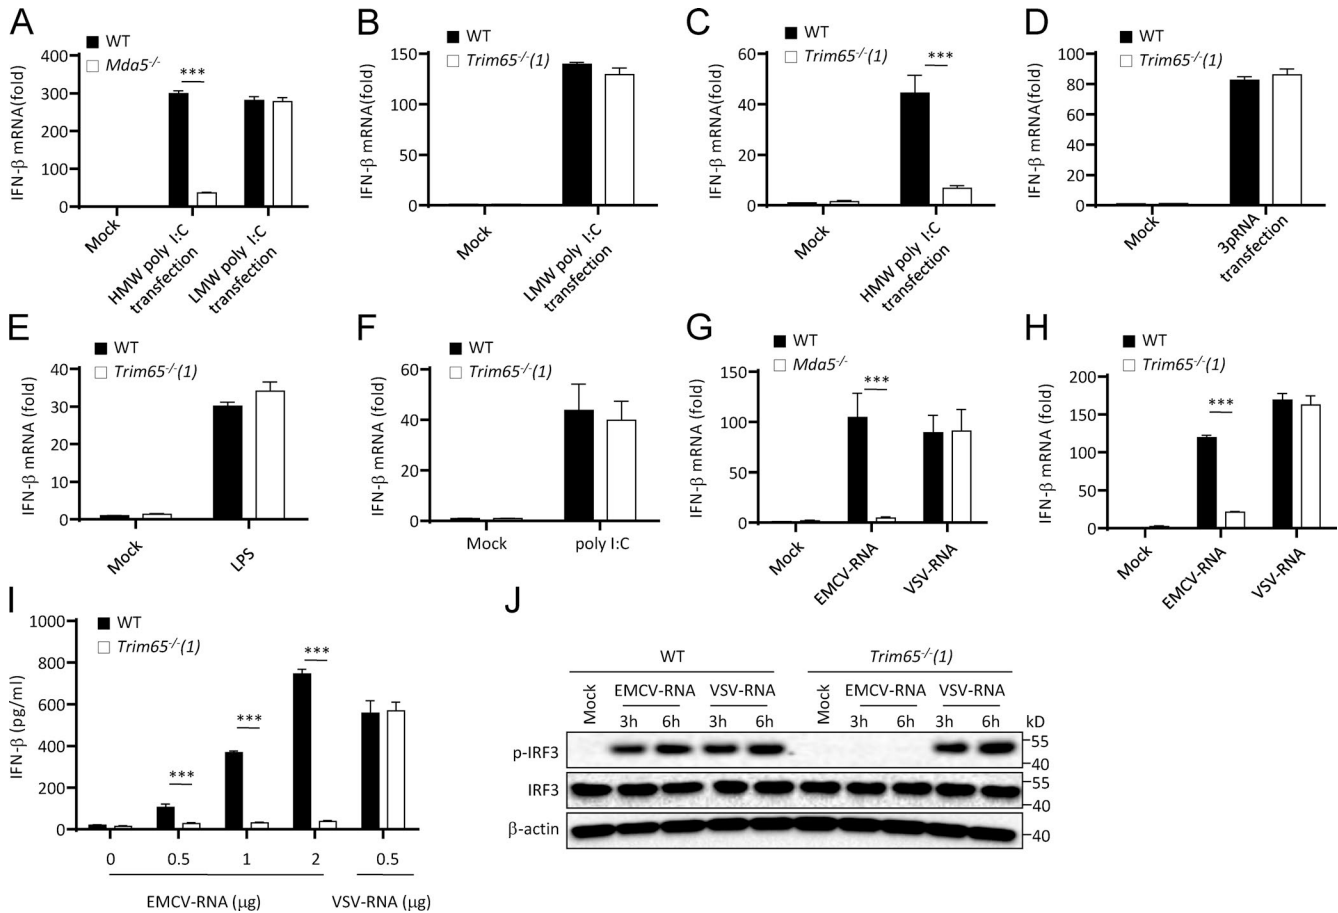 A
WT
Mda5-/-
IFN-β mRNA(fold)
400
300
200
100
0
***
Mock
HMW poly I:C
transfection
LMW poly I:C
transfection
B
WT
Trim65-/-(1)
IFN-β mRNA(fold)
150
100
50
0
Mock
LMW poly I:C
transfection
C
WT
Trim65-/-(1)
IFN-β mRNA (fold)
60
40
20
0
***
Mock
HMW poly I:C
transfection
D
WT
Trim65-/-(1)
IFN-β mRNA(fold)
100
80
60
40
20
0
Mock
3pRNA
transfection
E
WT
Trim65-/-(1)
IFN-β mRNA (fold)
40
30
20
10
0
Mock
LPS
F
WT
Trim65-/-(1)
IFN-β mRNA (fold)
60
40
20
0
Mock
poly I:C
G
WT
Mda5-/-
IFN-β mRNA (fold)
150
100
50
0
***
Mock
EMCV-RNA
VSV-RNA
H
WT
Trim65-/-(1)
IFN-β mRNA (fold)
200
150
100
50
0
***
Mock
EMCV-RNA
VSV-RNA
I
WT
Trim65-/-(1)
IFN-β (pg/ml)
1000
800
600
400
200
0
***
***
***
0 0.5 1 2 0.5
EMCV-RNA (μg) VSV-RNA (μg)
J
WT Trim65-/-(1)
Mock EMCV-RNA VSV-RNA Mock EMCV-RNA VSV-RNA
3h 6h 3h 6h 3h 6h 3h 6h kD
p-IRF3 55
40
IRF3 55
40
β-actin 40